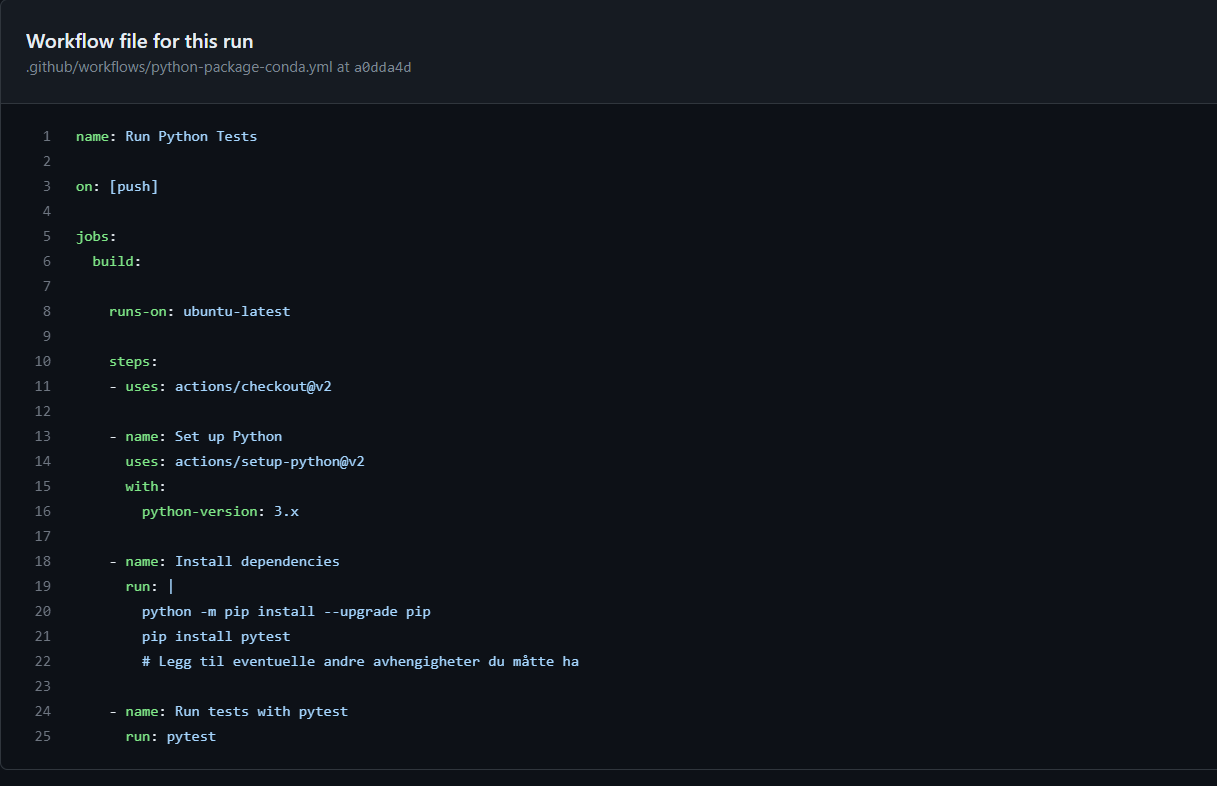 Workflow file for this run
.github/workflows/python-package-conda.yml at a0dda4d
1 name: Run Python Tests
2
3 on: [push]
4
5 jobs:
6   build:
7
8     runs-on: ubuntu-latest
9
10     steps:
11     - uses: actions/checkout@v2
12
13     - name: Set up Python
14       uses: actions/setup-python@v2
15       with:
16         python-version: 3.x
17
18     - name: Install dependencies
19       run: |
20         python -m pip install --upgrade pip
21         pip install pytest
22         # Legg til eventuelle andre avhengigheter du måtte ha
23
24     - name: Run tests with pytest
25       run: pytest